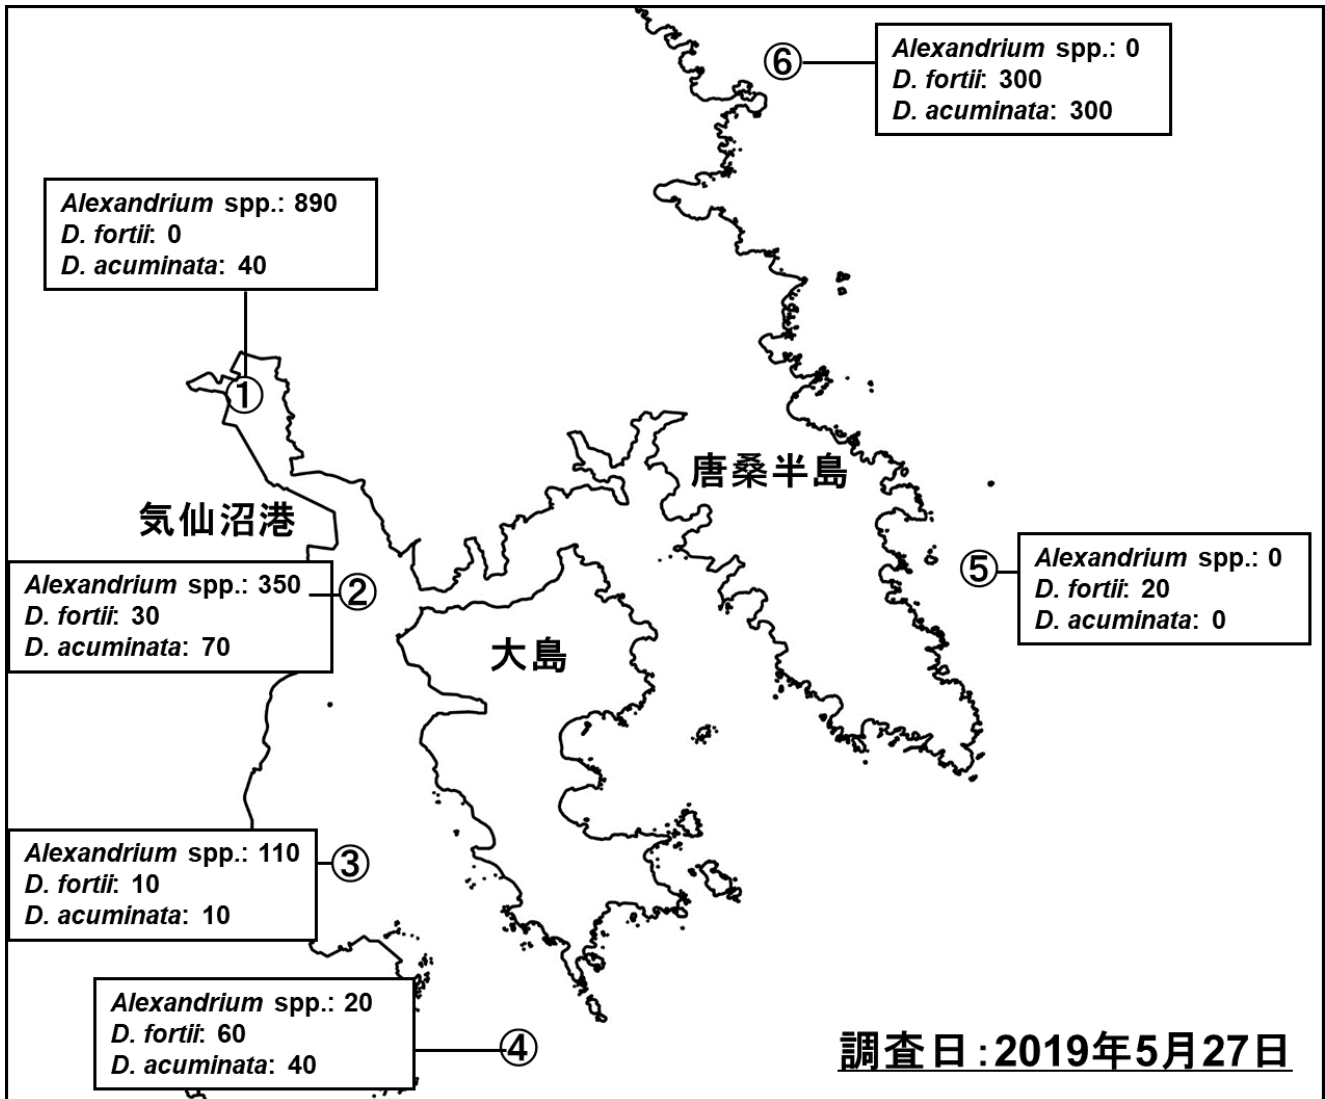 ⑥
Alexandrium spp.: 0
D. fortii: 300
D. acuminata: 300
Alexandrium spp.: 890
D. fortii: 0
D. acuminata: 40
①
唐桑半島
気仙沼港
Alexandrium spp.: 350
D. fortii: 30
D. acuminata: 70
②
⑤
Alexandrium spp.: 0
D. fortii: 20
D. acuminata: 0
大島
Alexandrium spp.: 110
D. fortii: 10
D. acuminata: 10
③
Alexandrium spp.: 20
D. fortii: 60
D. acuminata: 40
④
調査日:2019年5月27日